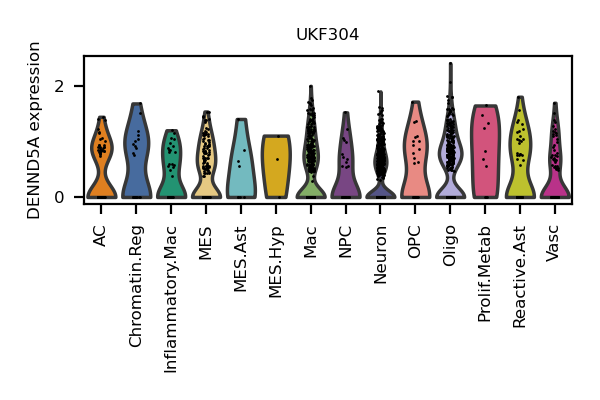 UKF304
DENND5A expression
2
0
AC
Chromatin.Reg
Inflammatory.Mac
MES
MES.Ast
MES.Hyp
Mac
NPC
Neuron
OPC
Oligo
Prolif.Metab
Reactive.Ast
Vasc